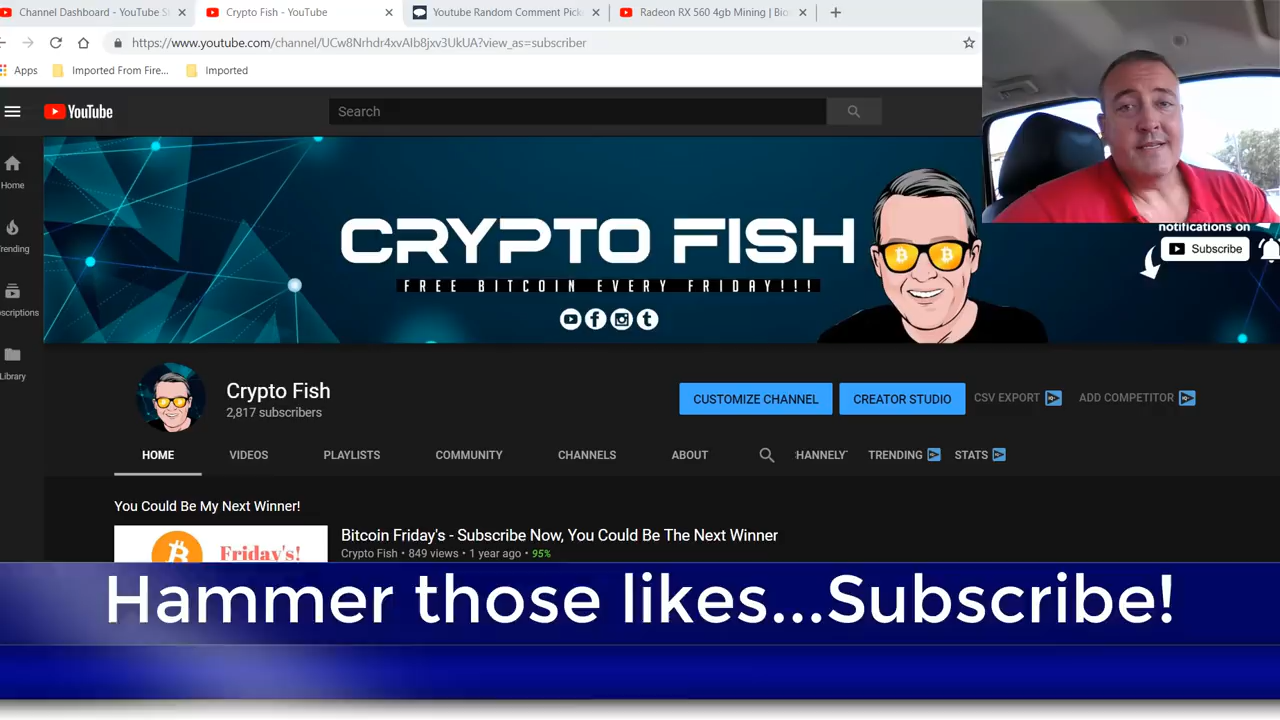 Channel Dashboard - YouTube S
Crypto Fish - YouTube
Youtube Random Comment Pick
Radeon RX 560 4gb Mining | Bio
https://www.youtube.com/channel/UCw8Nrhdr4xvAIb8jxv3UkUA?view_as=subscriber
Apps
Imported From Fire...
Imported
YouTube
Search
Home
Trending
scriptions
Library
CRYPTO FISH
FREE BITCOIN EVERY FRIDAY!!!
notifications on
Subscribe
Crypto Fish
2,817 subscribers
CUSTOMIZE CHANNEL
CREATOR STUDIO
CSV EXPORT
ADD COMPETITOR
HOME
VIDEOS
PLAYLISTS
COMMUNITY
CHANNELS
ABOUT
HANNELY
TRENDING
STATS
You Could Be My Next Winner!
Friday's!
Bitcoin Friday's - Subscribe Now, You Could Be The Next Winner
Crypto Fish • 849 views • 1 year ago • 95%
Hammer those likes...Subscribe!